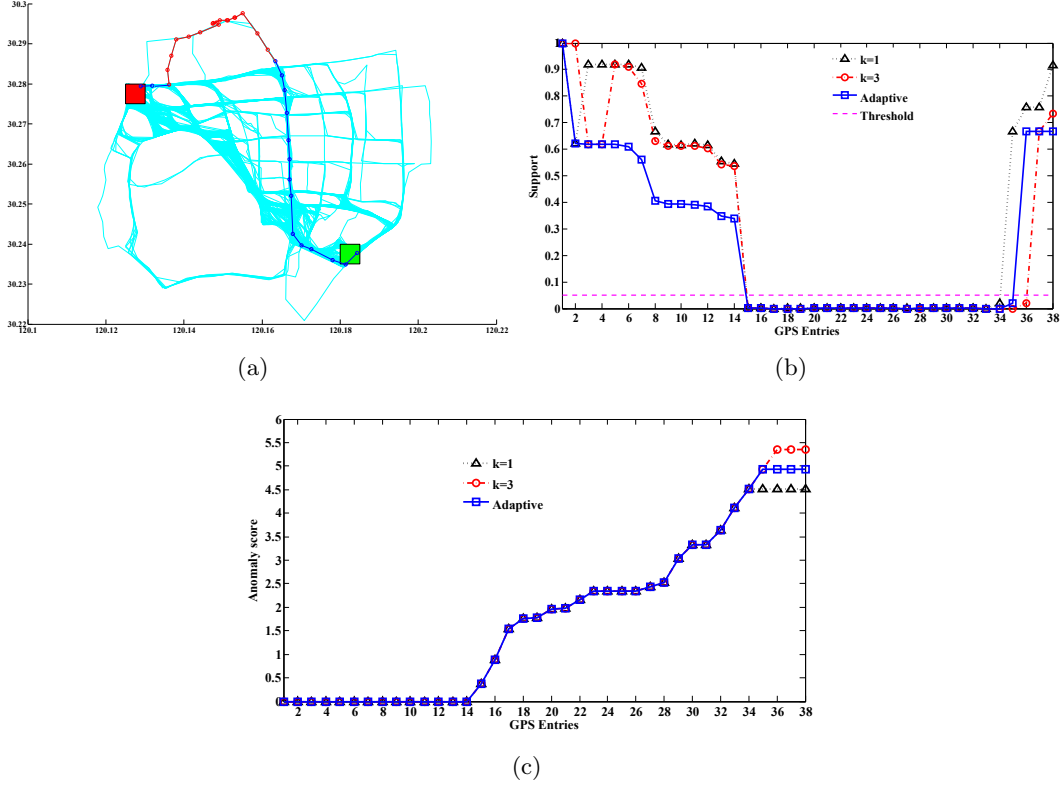 30.3
30.29
30.28
30.27
30.26
30.25
30.24
30.23
30.22
120.1 120.12 120.14 120.16 120.18 120.2 120.22
(a)
1
0.9
0.8
0.7
0.6
0.5
0.4
0.3
0.2
0.1
0
Support
k=1
k=3
Adaptive
Threshold
2 4 6 8 10 12 14 16 18 20 22 24 26 28 30 32 34 36 38
GPS Entries
(b)
6
5.5
5
4.5
4
3.5
3
2.5
2
1.5
1
0.5
0
Anomaly score
k=1
k=3
Adaptive
2 4 6 8 10 12 14 16 18 20 22 24 26 28 30 32 34 36 38
GPS Entries
(c)